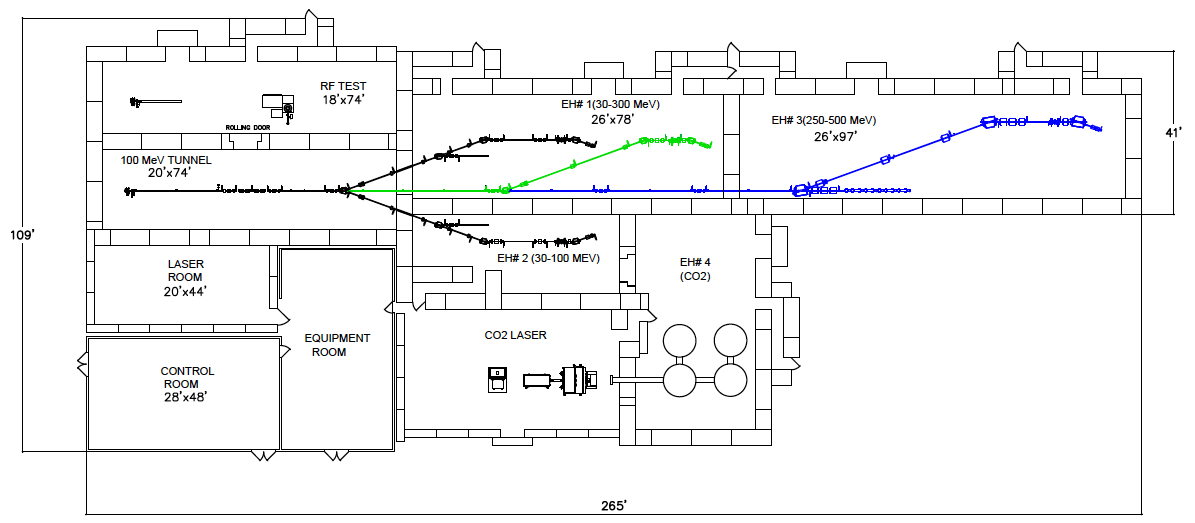 RF TEST
18'x74'
ROLLING DOOR
EH# 1(30-300 MeV)
26'x78'
EH# 3(250-500 MeV)
26'x97'
41'
100 MeV TUNNEL
20'x74'
109'
EH# 2 (30-100 MEV)
EH# 4
(CO2)
LASER
ROOM
20'x44'
EQUIPMENT
ROOM
CO2 LASER
CONTROL
ROOM
28'x48'
265'